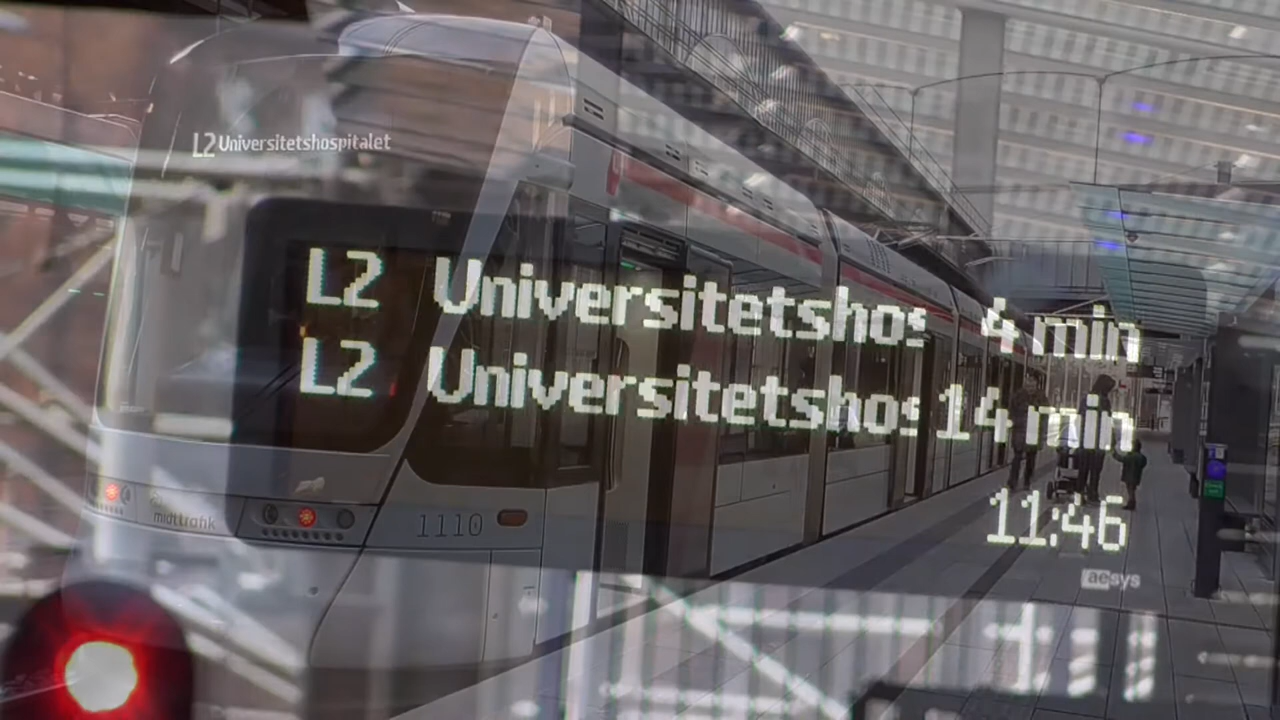 L2 Universitetshospitalet
L2 Universitetshos 4 min
L2 Universitetshos 14 min
11:46
aesys
midttrafik
1110